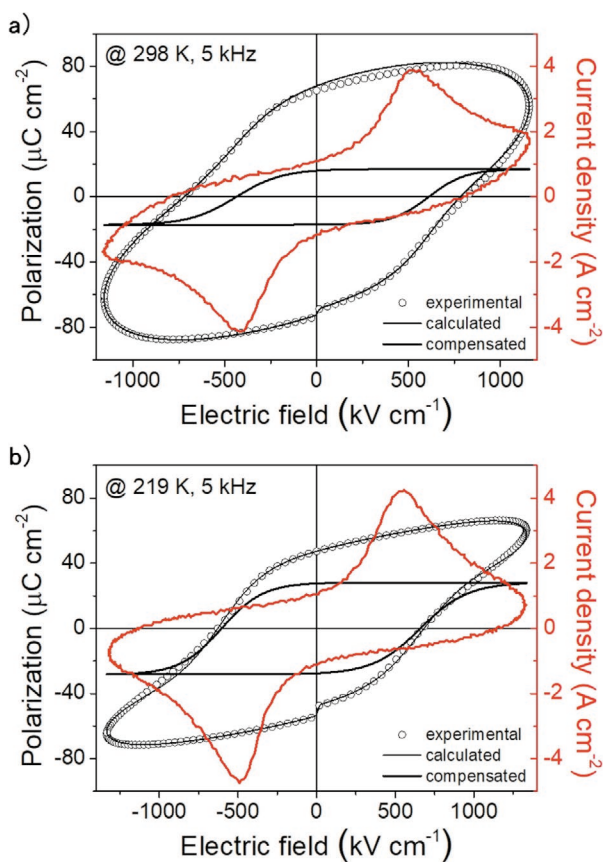 a)
@ 298 K, 5 kHz
Polarization (μC cm⁻²)
80
40
0
-40
-80
Current density (A cm⁻²)
4
2
0
-2
-4
experimental
calculated
compensated
-1000
-500
0
500
1000
Electric field (kV cm⁻¹)
b)
@ 219 K, 5 kHz
Polarization (μC cm⁻²)
80
40
0
-40
-80
Current density (A cm⁻²)
4
2
0
-2
-4
experimental
calculated
compensated
-1000
-500
0
500
1000
Electric field (kV cm⁻¹)